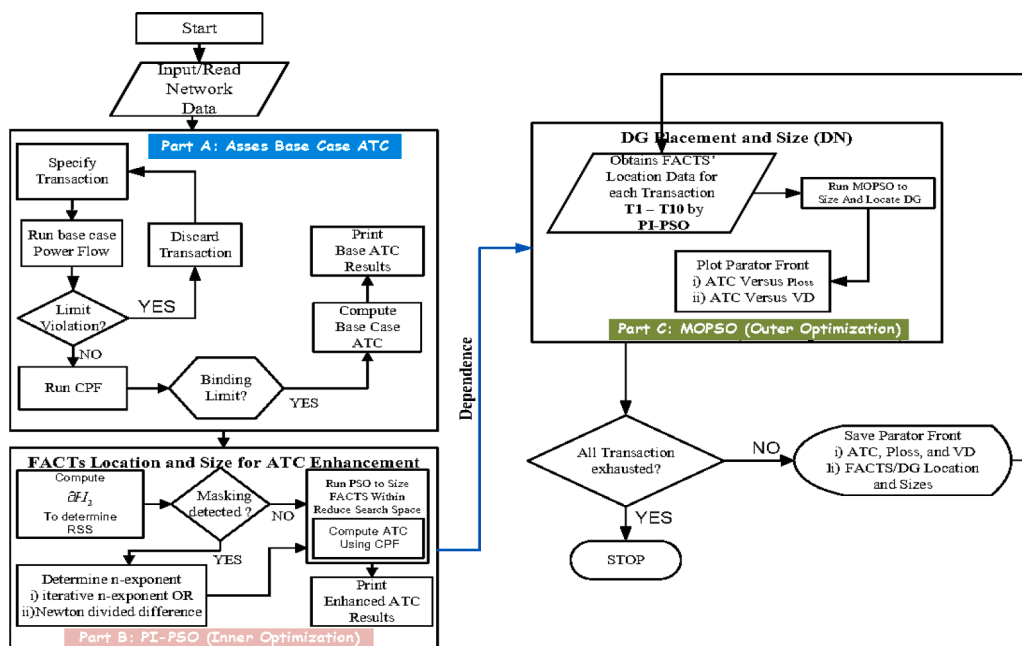 Start
Input/Read
Network
Data
Part A: Asses Base Case ATC
Specify
Transaction
Run base case
Power Flow
Discard
Transaction
Limit
Violation?
YES
NO
Run CPF
Binding
Limit?
YES
Compute
Base Case
ATC
Print
Base ATC
Results
FACTs Location and Size for ATC Enhancement
Compute
∂PI₂
To determine
RSS
Masking
detected ?
NO
YES
Run PSO to Size
FACTS Within
Reduce Search Space
Compute ATC
Using CPF
Determine n-exponent
i) iterative n-exponent OR
ii)Newton divided difference
Print
Enhanced ATC
Results
Part B: PI-PSO (Inner Optimization)
Dependence
DG Placement and Size (DN)
Obtains FACTS'
Location Data for
each Transaction
T1 – T10 by
PI-PSO
Run MOPSO to
Size And Locate DG
Plot Parator Front
i) ATC Versus Ploss
ii) ATC Versus VD
Part C: MOPSO (Outer Optimization)
All Transaction
exhausted?
NO
YES
Save Parator Front
i) ATC, Ploss, and VD
Ii) FACTS/DG Location
and Sizes
STOP